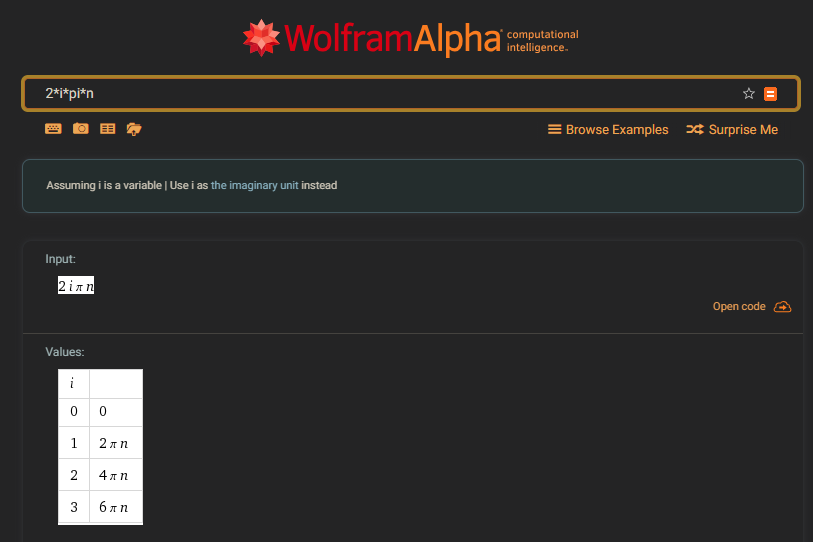 WolframAlpha computational intelligence.
2*i*pi*n
Browse Examples Surprise Me
Assuming i is a variable | Use i as the imaginary unit instead
Input:
2 i π n
Open code
Values:
i
0 0
1 2 π n
2 4 π n
3 6 π n